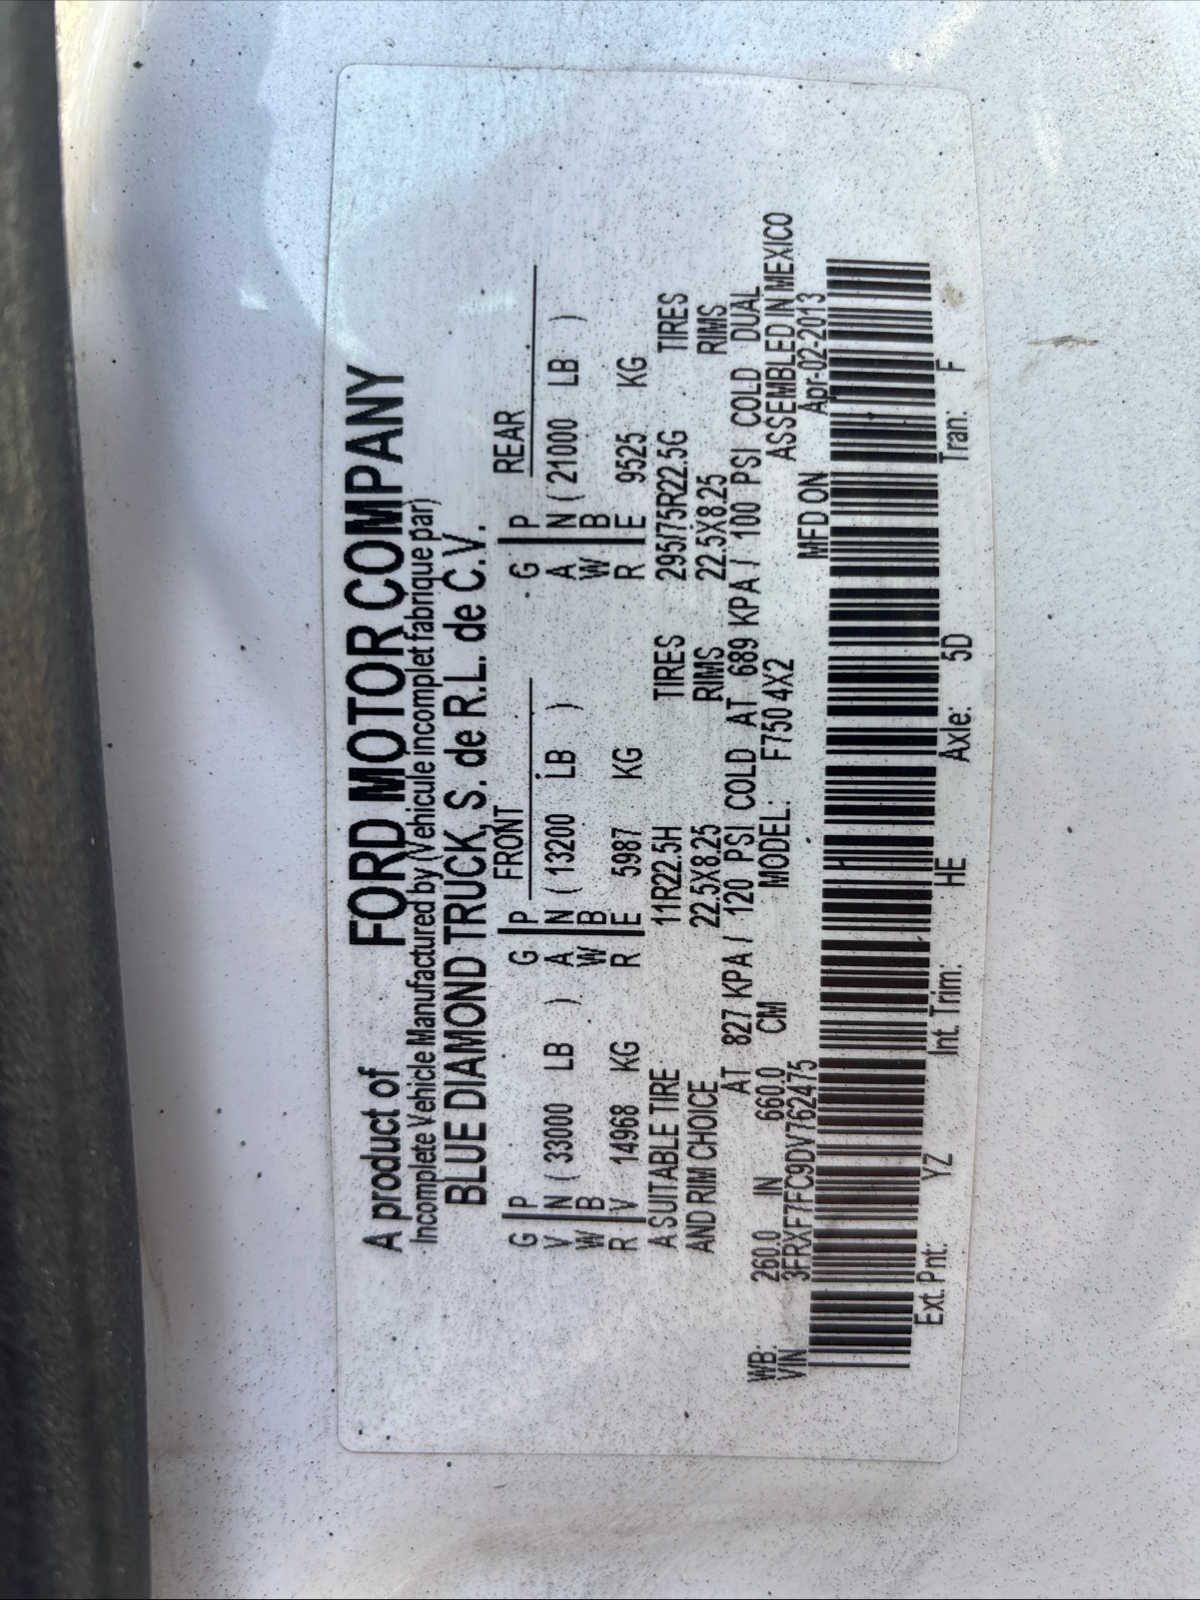 A product of FORD MOTOR COMPANY
Incomplete Vehicle Manufactured by (Vehicule incomplet fabrique par)
BLUE DIAMOND TRUCK, S. de R.L. de C.V.
FRONT REAR
G P G P G P
V N ( 33000 LB ) A N ( 13200 LB ) A N ( 21000 LB )
W B W B W B
R V 14968 KG R E 5987 KG R E 9525 KG
A SUITABLE TIRE 11R22.5H TIRES 295/75R22.5G TIRES
AND RIM CHOICE 22.5X8.25 RIMS 22.5X8.25 RIMS
AT 827 KPA / 120 PSI COLD AT 689 KPA / 100 PSI COLD DUAL
WB: 260.0 IN 660.0 CM MODEL: F750 4X2 ASSEMBLED IN MEXICO
VIN 3FRXF7FC9DV762475 MFD ON Apr-02-2013
Ext. Pnt: YZ Int. Trim: HE Axle: 5D Tran: F